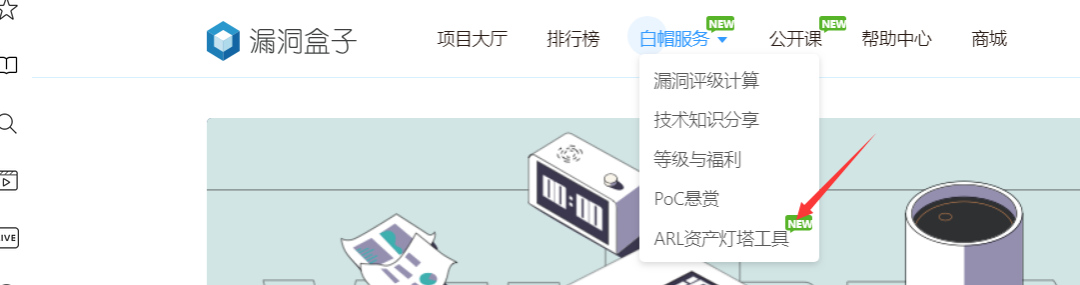 漏洞盒子
项目大厅 排行榜 白帽服务 NEW 公开课 NEW 帮助中心 商城
漏洞评级计算
技术知识分享
等级与福利
PoC悬赏
ARL资产灯塔工具 NEW
00:00
IVE